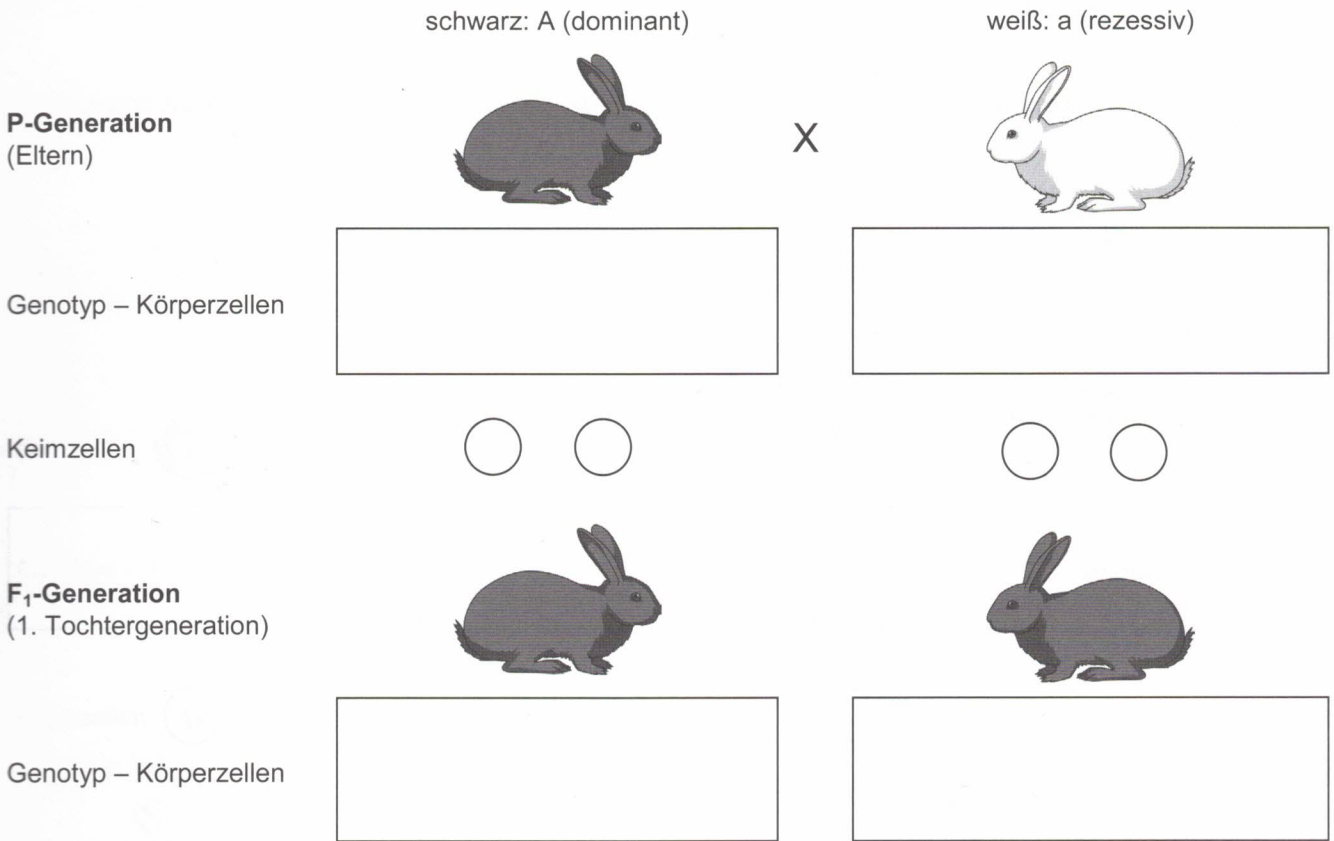 schwarz: A (dominant)
weiß: a (rezessiv)
P-Generation
(Eltern)
X
Genotyp – Körperzellen
Keimzellen
F₁-Generation
(1. Tochtergeneration)
Genotyp – Körperzellen